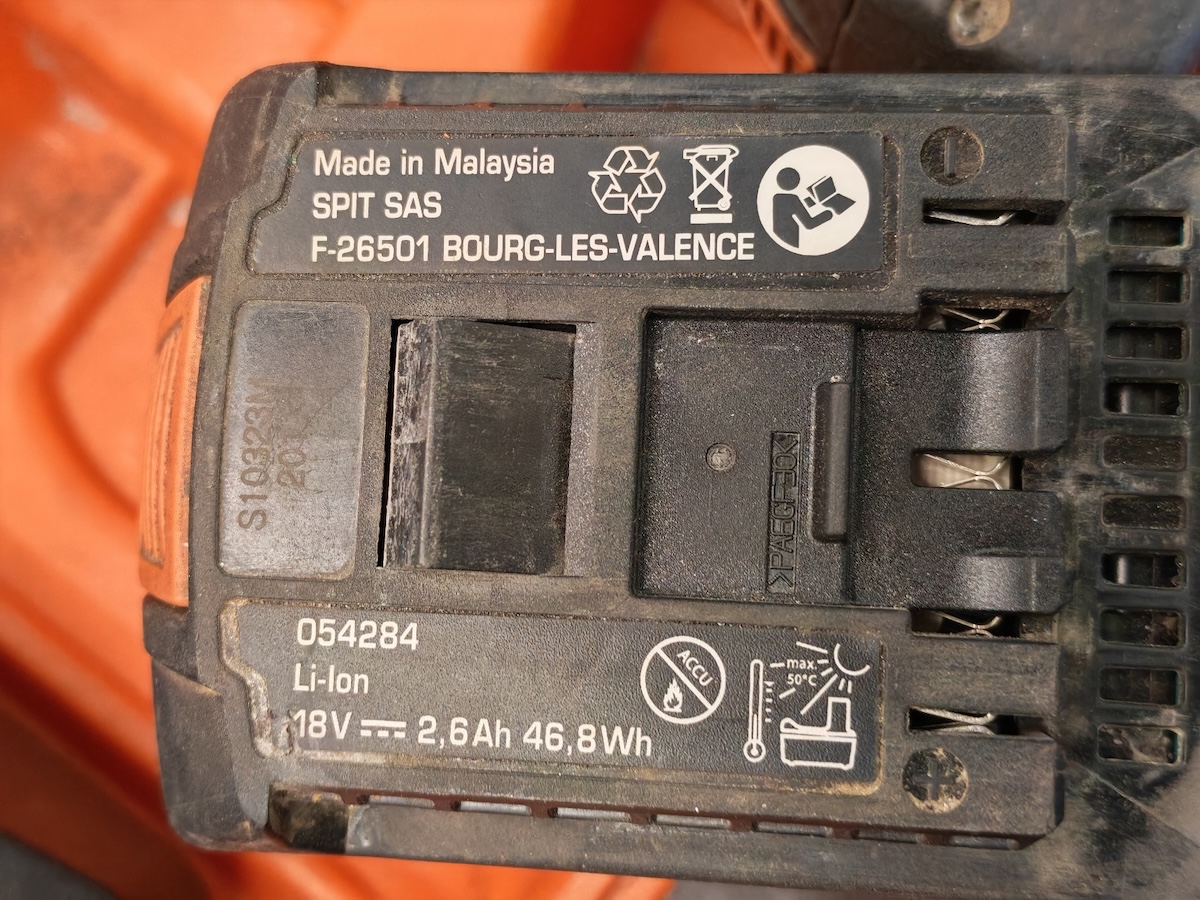 Made in Malaysia
SPIT SAS
F-26501 BOURG-LES-VALENCE
S10323M
054284
Li-Ion
18V 2,6Ah 46,8Wh
ACCU
max.
50°C